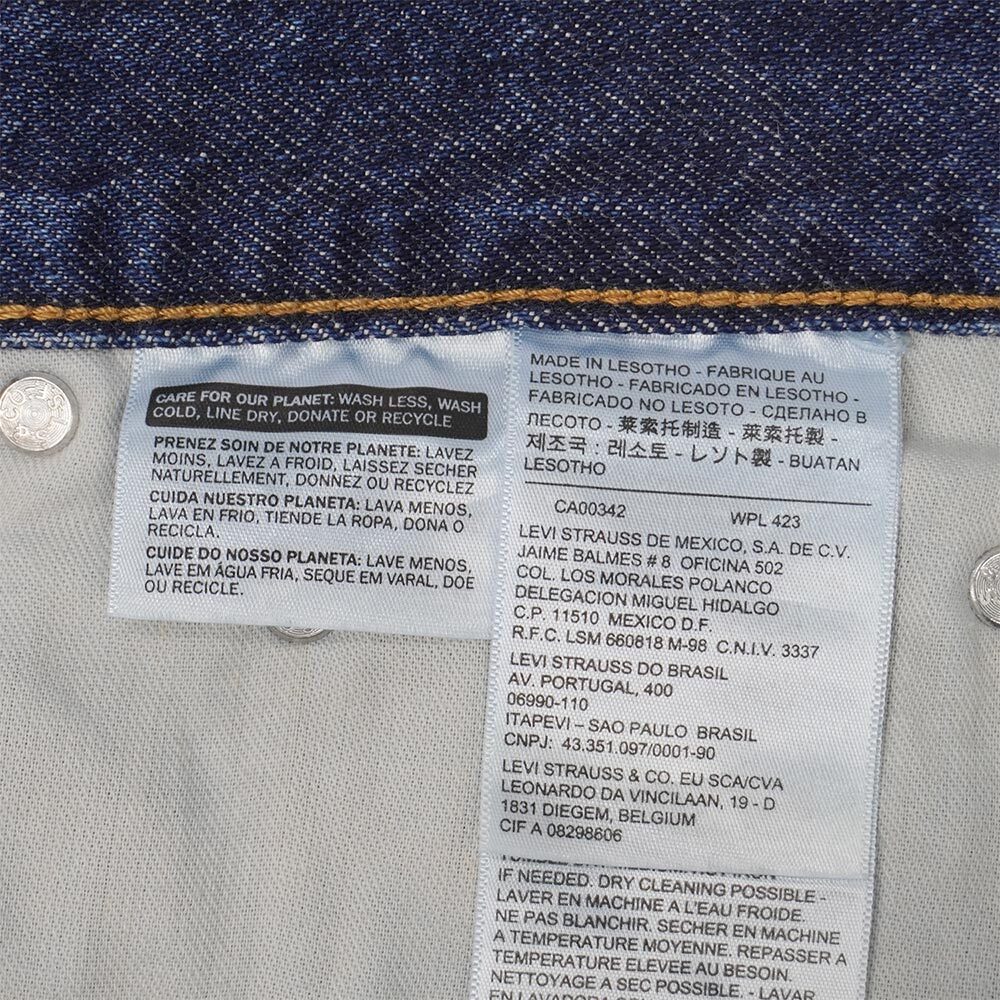 CARE FOR OUR PLANET: WASH LESS, WASH
COLD, LINE DRY, DONATE OR RECYCLE
PRENEZ SOIN DE NOTRE PLANETE: LAVEZ
MOINS, LAVEZ A FROID, LAISSEZ SECHER
NATURELLEMENT, DONNEZ OU RECYCLEZ
CUIDA NUESTRO PLANETA: LAVA MENOS,
LAVA EN FRIO, TIENDE LA ROPA, DONA O
RECICLA.
CUIDE DO NOSSO PLANETA: LAVE MENOS,
LAVE EM ÁGUA FRIA, SEQUE EM VARAL, DOE
OU RECICLE.
MADE IN LESOTHO - FABRIQUE AU
LESOTHO - FABRICADO EN LESOTHO -
FABRICADO NO LESOTO - СДЕЛАНО В
ЛЕСОТО - 莱索托制造 - 萊索托製 -
제조국 : 레소토 - レソト製 - BUATAN
LESOTHO
CA00342 WPL 423
LEVI STRAUSS DE MEXICO, S.A. DE C.V.
JAIME BALMES # 8 OFICINA 502
COL. LOS MORALES POLANCO
DELEGACION MIGUEL HIDALGO
C.P. 11510 MEXICO D.F.
R.F.C. LSM 660818 M-98 C.N.I.V. 3337
LEVI STRAUSS DO BRASIL
AV. PORTUGAL, 400
06990-110
ITAPEVI – SAO PAULO BRASIL
CNPJ: 43.351.097/0001-90
LEVI STRAUSS & CO. EU SCA/CVA
LEONARDO DA VINCILAAN, 19 - D
1831 DIEGEM, BELGIUM
CIF A 08298606
IF NEEDED. DRY CLEANING POSSIBLE -
LAVER EN MACHINE A L'EAU FROIDE.
NE PAS BLANCHIR. SECHER EN MACHINE
A TEMPERATURE MOYENNE. REPASSER A
TEMPERATURE ELEVEE AU BESOIN.
NETTOYAGE A SEC POSSIBLE. - LAVAR
EN LAVADORA